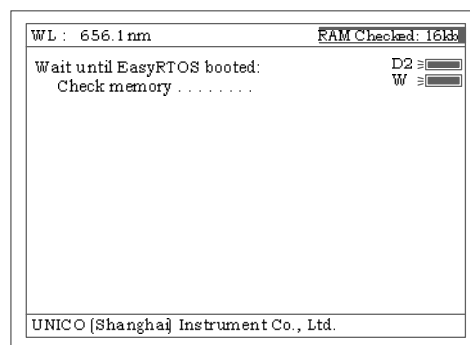 WL : 656.1nm
RAM Checked: 16kb
Wait until EasyRTOS booted:
D2
Check memory . . . . . . . .
W
UNICO (Shanghai) Instrument Co., Ltd.